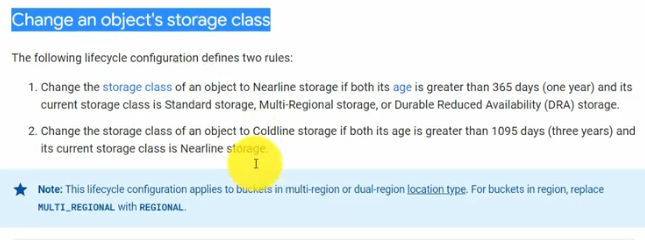 Change an object's storage class
The following lifecycle configuration defines two rules:
1. Change the storage class of an object to Nearline storage if both its age is greater than 365 days (one year) and its
current storage class is Standard storage, Multi-Regional storage, or Durable Reduced Availability (DRA) storage.
2. Change the storage class of an object to Coldline storage if both its age is greater than 1095 days (three years) and
its current storage class is Nearline storage.
Note: This lifecycle configuration applies to buckets in multi-region or dual-region location type. For buckets in region, replace
MULTI_REGIONAL with REGIONAL.